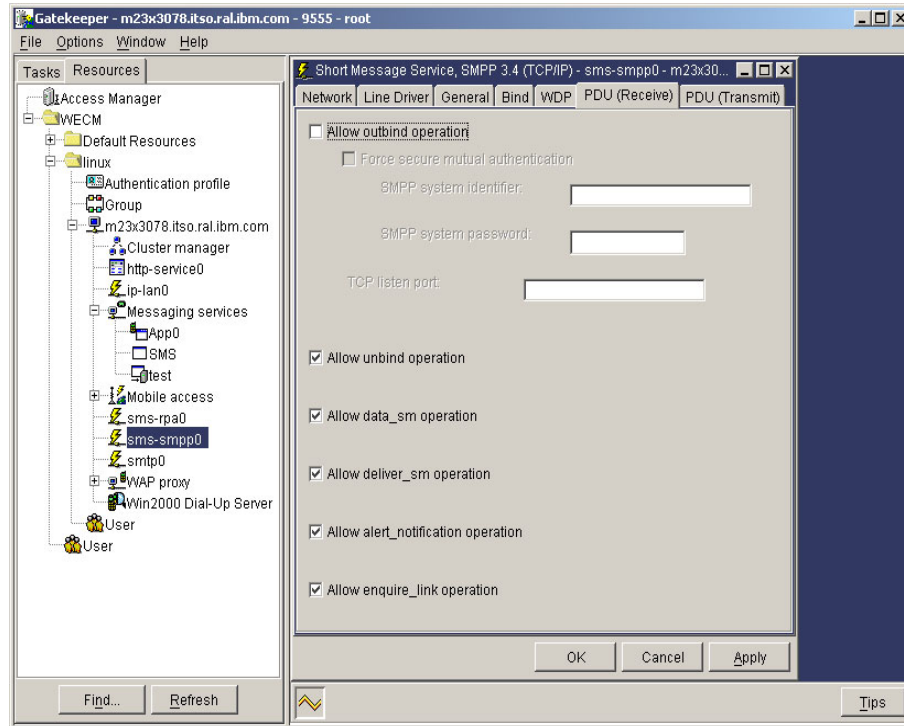 Gatekeeper - m23x3078.itso.ral.ibm.com - 9555 - root
File Options Window Help
Tasks Resources
Access Manager
WECM
Default Resources
linux
Authentication profile
Group
m23x3078.itso.ral.ibm.com
Cluster manager
http-service0
ip-lan0
Messaging services
App0
SMS
test
Mobile access
sms-rpa0
sms-smpp0
smtp0
WAP proxy
Win2000 Dial-Up Server
User
User
Find... Refresh
Short Message Service, SMPP 3.4 (TCP/IP) - sms-smpp0 - m23x30...
Network Line Driver General Bind WDP PDU (Receive) PDU (Transmit)
Allow outbind operation
Force secure mutual authentication
SMPP system identifier:
SMPP system password:
TCP listen port:
Allow unbind operation
Allow data_sm operation
Allow deliver_sm operation
Allow alert_notification operation
Allow enquire_link operation
OK Cancel Apply
Tips